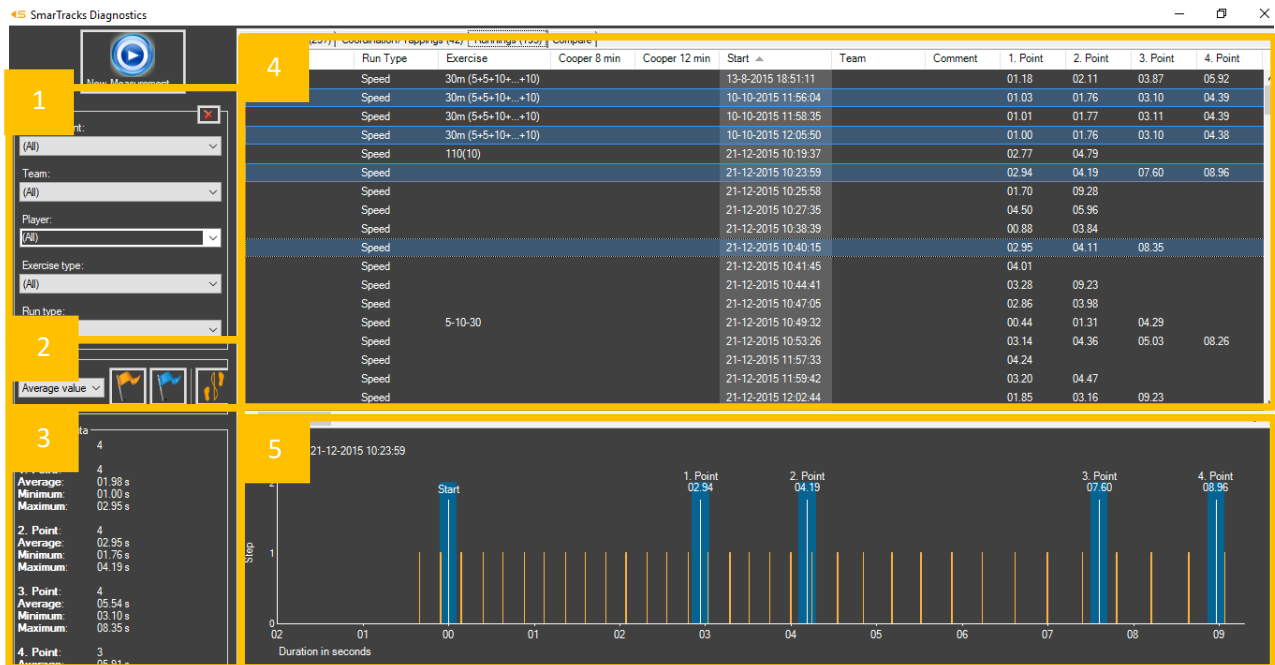 SmarTracks Diagnostics
New Measurement
Coordination/Tappings (42) Runnings (195) Compare
Run Type Exercise Cooper 8 min Cooper 12 min Start Team Comment 1. Point 2. Point 3. Point 4. Point
4
Speed 30m (5+5+10+...+10) 13-8-2015 18:51:11 01.18 02.11 03.87 05.92
Speed 30m (5+5+10+...+10) 10-10-2015 11:56:04 01.03 01.76 03.10 04.39
Speed 30m (5+5+10+...+10) 10-10-2015 11:58:35 01.01 01.77 03.11 04.39
Speed 30m (5+5+10+...+10) 10-10-2015 12:05:50 01.00 01.76 03.10 04.38
Speed 110(10) 21-12-2015 10:19:37 02.77 04.79
Speed 21-12-2015 10:23:59 02.94 04.19 07.60 08.96
Speed 21-12-2015 10:25:58 01.70 09.28
Speed 21-12-2015 10:27:35 04.50 05.96
Speed 21-12-2015 10:38:39 00.88 03.84
Speed 21-12-2015 10:40:15 02.95 04.11 08.35
Speed 21-12-2015 10:41:45 04.01
Speed 21-12-2015 10:44:41 03.28 09.23
Speed 21-12-2015 10:47:05 02.86 03.98
Speed 5-10-30 21-12-2015 10:49:32 00.44 01.31 04.29
Speed 21-12-2015 10:53:26 03.14 04.36 05.03 08.26
Speed 21-12-2015 11:57:33 04.24
Speed 21-12-2015 11:59:42 03.20 04.47
Speed 21-12-2015 12:02:44 01.85 03.16 09.23
1
(All)
Team:
(All)
Player:
(All)
Exercise type:
(All)
Run type:
2
Average value
3
4
4
Average: 01.98 s
Minimum: 01.00 s
Maximum: 02.95 s
2. Point: 4
Average: 02.95 s
Minimum: 01.76 s
Maximum: 04.19 s
3. Point: 4
Average: 05.54 s
Minimum: 03.10 s
Maximum: 08.35 s
4. Point: 3
Average: 05.91 s
5
21-12-2015 10:23:59
Start
1. Point
02.94
2. Point
04.19
3. Point
07.60
4. Point
08.96
2
1
0
Step
02 01 00 01 02 03 04 05 06 07 08 09
Duration in seconds